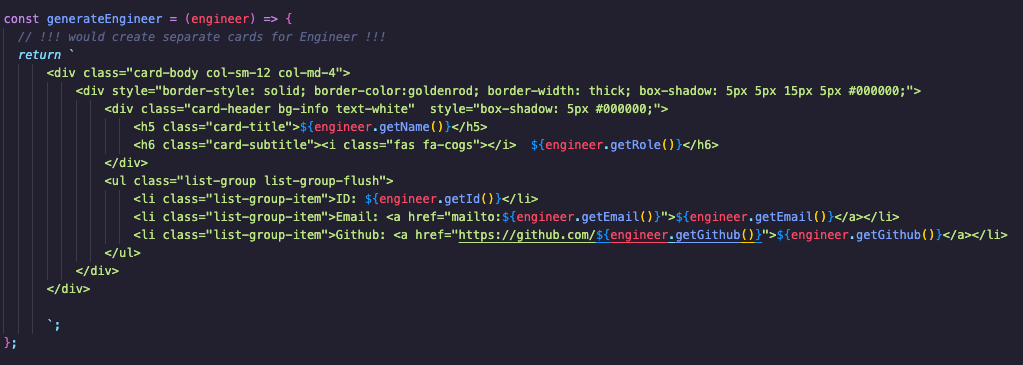 const generateEngineer = (engineer) => {
  // !!! would create separate cards for Engineer !!!
  return `
      <div class="card-body col-sm-12 col-md-4">
          <div style="border-style: solid; border-color:goldenrod; border-width: thick; box-shadow: 5px 5px 15px 5px #000000;">
              <div class="card-header bg-info text-white"  style="box-shadow: 5px #000000;">
                  <h5 class="card-title">${engineer.getName()}</h5>
                  <h6 class="card-subtitle"><i class="fas fa-cogs"></i>  ${engineer.getRole()}</h6>
              </div>
              <ul class="list-group list-group-flush">
                  <li class="list-group-item">ID: ${engineer.getId()}</li>
                  <li class="list-group-item">Email: <a href="mailto:${engineer.getEmail()}">${engineer.getEmail()}</a></li>
                  <li class="list-group-item">Github: <a href="https://github.com/${engineer.getGithub()}">${engineer.getGithub()}</a></li>
              </ul>
          </div>
      </div>

      `;
};